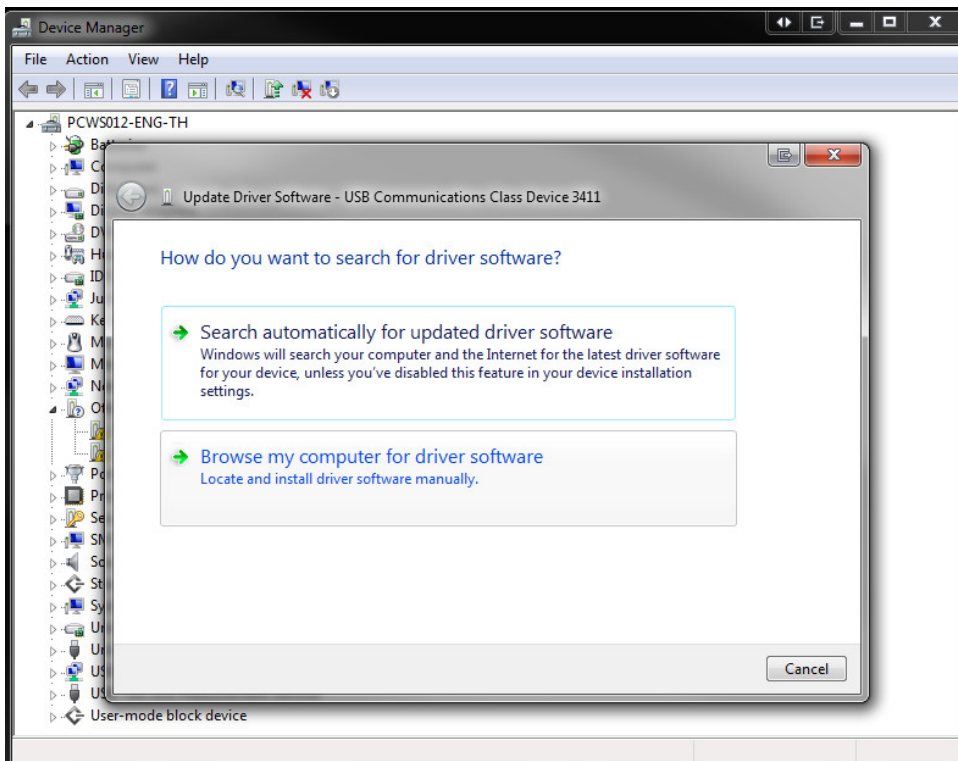 Device Manager
File Action View Help
PCWS012-ENG-TH
Update Driver Software - USB Communications Class Device 3411
How do you want to search for driver software?
Search automatically for updated driver software
Windows will search your computer and the Internet for the latest driver software
for your device, unless you've disabled this feature in your device installation
settings.
Browse my computer for driver software
Locate and install driver software manually.
Cancel
User-mode block device